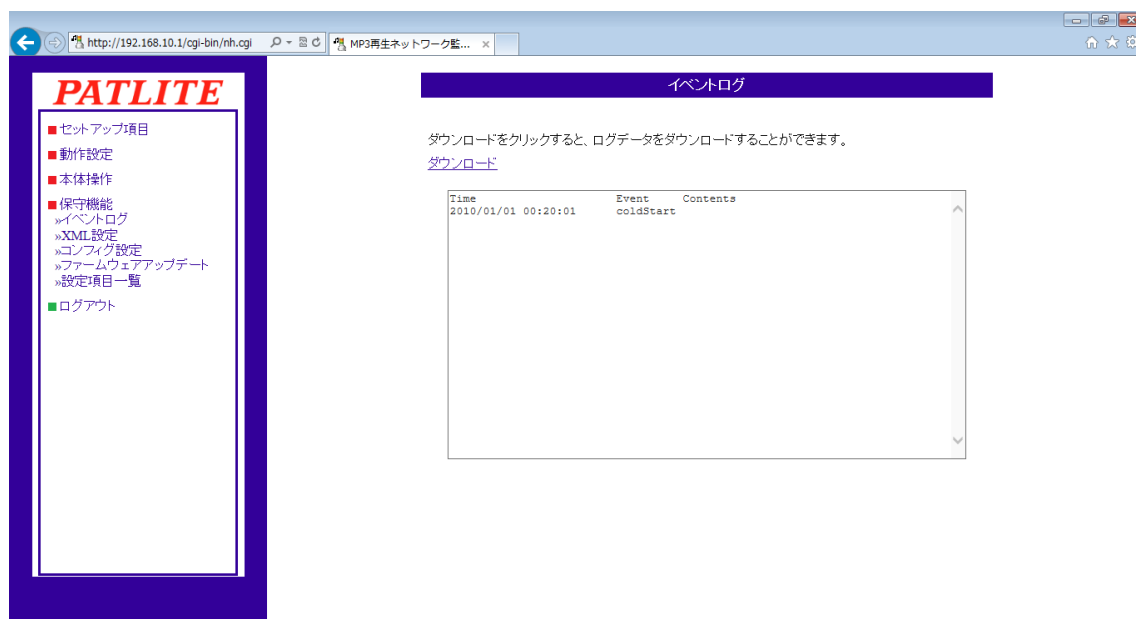 http://192.168.10.1/cgi-bin/nh.cgi
MP3再生ネットワーク監...
PATLITE
セットアップ項目
動作設定
本体操作
保守機能
»イベントログ
»XML設定
»コンフィグ設定
»ファームウェアアップデート
»設定項目一覧
ログアウト
イベントログ
ダウンロードをクリックすると、ログデータをダウンロードすることができます。
ダウンロード
Time Event Contents
2010/01/01 00:20:01 coldStart